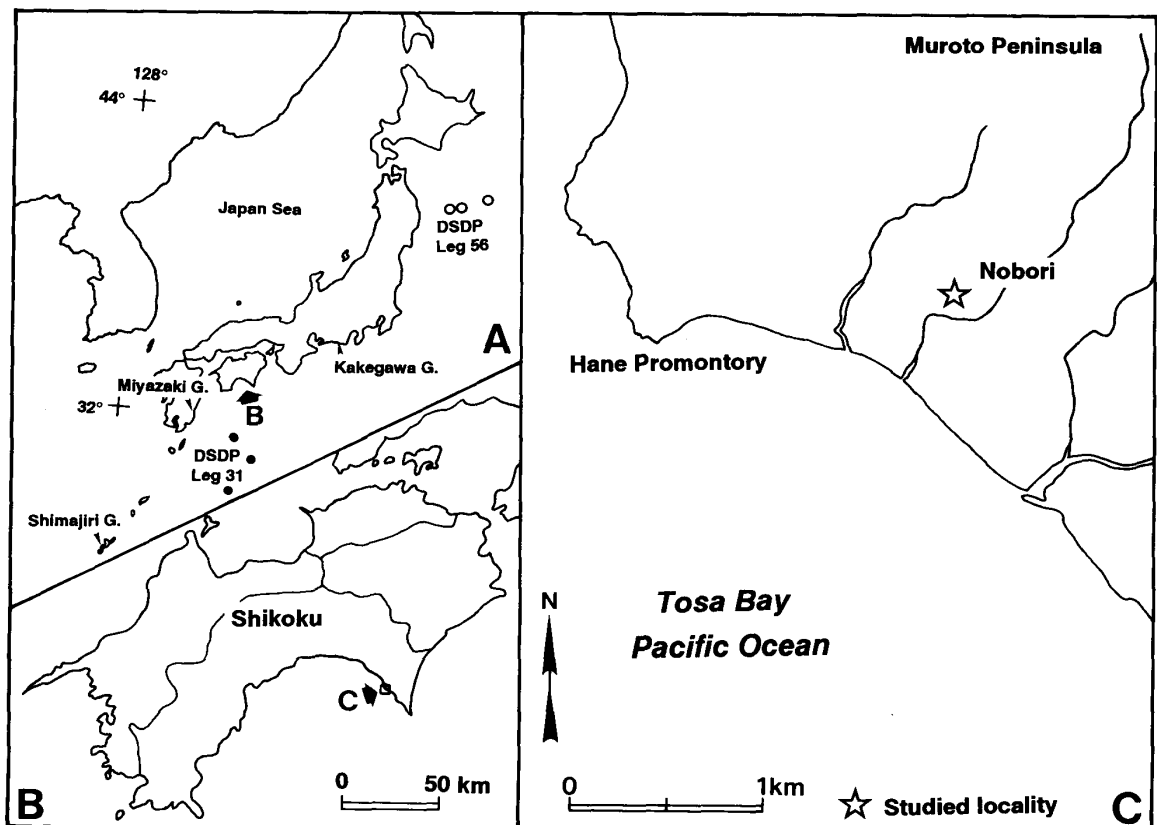 128°
44°
Japan Sea
DSDP
Leg 56
A
Kakegawa G.
Miyazaki G.
32°
B
DSDP
Leg 31
Shimajiri G.
Shikoku
C
0 50 km
B
Muroto Peninsula
Nobori
Hane Promontory
N
Tosa Bay
Pacific Ocean
0 1km
Studied locality
C